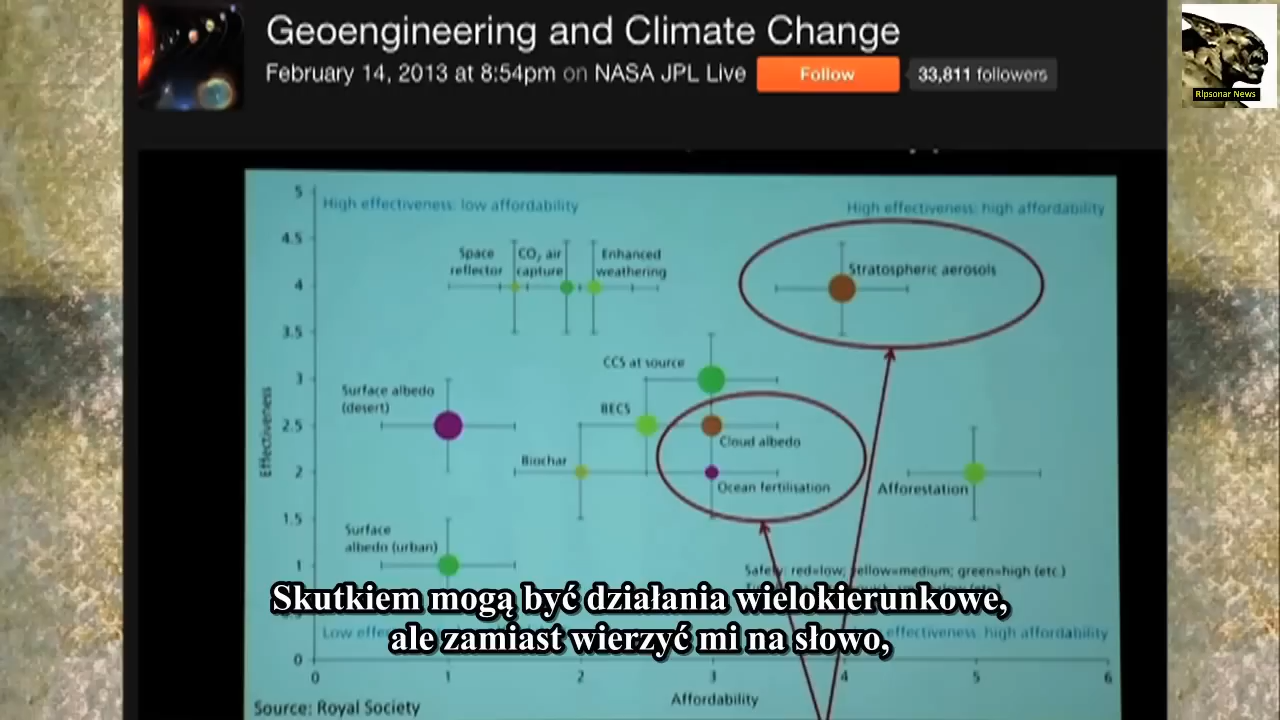 Geoengineering and Climate Change
February 14, 2013 at 8:54pm on NASA JPL Live
Follow
33,811 followers
Ripsonar News
5
High effectiveness: low affordability
High effectiveness: high affordability
4.5
Space
reflector
CO₂ air
capture
Enhanced
weathering
Stratospheric aerosols
4
3.5
CCS at source
3
Surface albedo
(desert)
BECS
2.5
Cloud albedo
Effectiveness
Biochar
2
Ocean fertilisation
Afforestation
1.5
Surface
albedo (urban)
1
Safety: red=low; yellow=medium; green=high (etc.)
Skutkiem mogą być działania wielokierunkowe,
ale zamiast wierzyć mi na słowo,
Low
effectiveness: high affordability
0
0
1
2
3
4
5
6
Affordability
Source: Royal Society